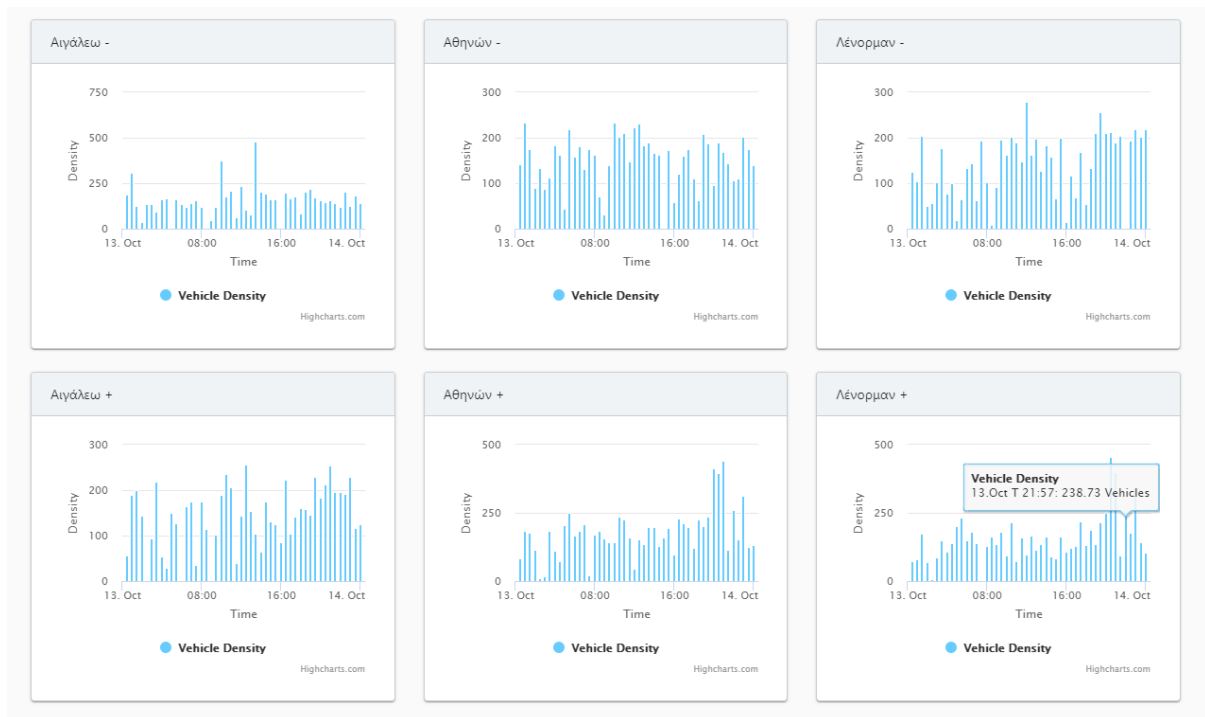 Αιγάλεω -
750
500
250
0
Density
13. Oct 08:00 16:00 14. Oct
Time
Vehicle Density
Highcharts.com
Αθηνών -
300
200
100
0
Density
13. Oct 08:00 16:00 14. Oct
Time
Vehicle Density
Highcharts.com
Λένορμαν -
300
200
100
0
Density
13. Oct 08:00 16:00 14. Oct
Time
Vehicle Density
Highcharts.com
Αιγάλεω +
300
200
100
0
Density
13. Oct 08:00 16:00 14. Oct
Time
Vehicle Density
Highcharts.com
Αθηνών +
500
250
0
Density
13. Oct 08:00 16:00 14. Oct
Time
Vehicle Density
Highcharts.com
Λένορμαν +
500
250
0
Density
Vehicle Density
13.Oct T 21:57: 238.73 Vehicles
13. Oct 08:00 16:00 14. Oct
Time
Vehicle Density
Highcharts.com